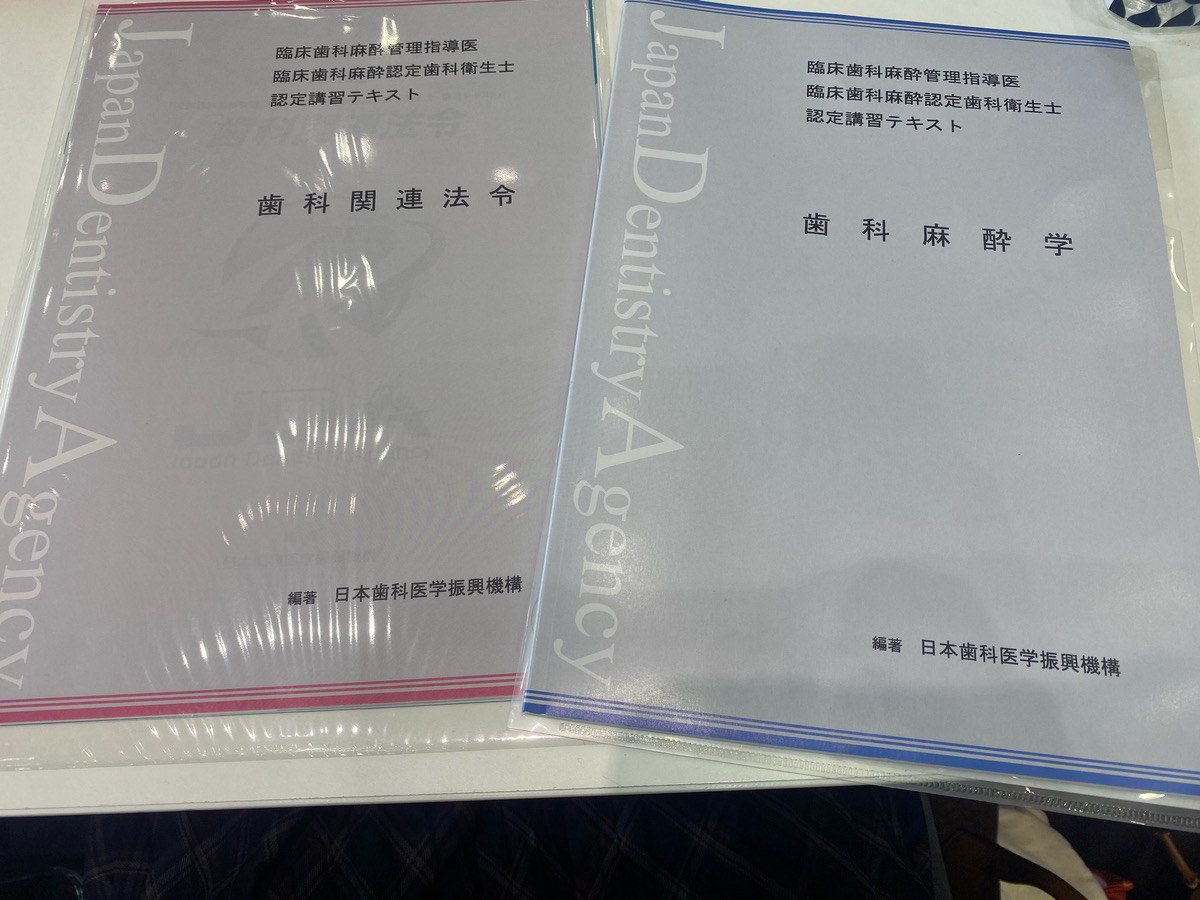 臨床歯科麻酔管理指導医
臨床歯科麻酔認定歯科衛生士
認定講習テキスト
歯科関連法令
Japan Dentistry Agency
編著 日本歯科医学振興機構
臨床歯科麻酔管理指導医
臨床歯科麻酔認定歯科衛生士
認定講習テキスト
歯科麻酔学
Japan Dentistry Agency
編著 日本歯科医学振興機構